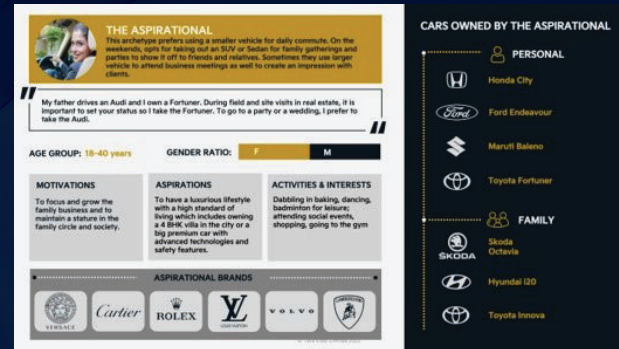 THE ASPIRATIONAL
This archetype prefers using a smaller vehicle for daily commute. On the
weekends, opts for taking out an SUV or Sedan for family gatherings and
parties to show it off to friends and relatives. Sometimes they use larger
vehicle to attend business meetings as well to create an impression with
clients.
My father drives an Audi and I own a Fortuner. During field and site visits in real estate, it is
important to set your status so I take the Fortuner. To go to a party or a wedding, I prefer to
take the Audi.
AGE GROUP: 18-40 years
GENDER RATIO: F M
MOTIVATIONS
To focus and grow the
family business and to
maintain a stature in the
family circle and society.
ASPIRATIONS
To have a luxurious lifestyle
with a high standard of
living which includes owning
a 4 BHK villa in the city or a
big premium car with
advanced technologies and
safety features.
ACTIVITIES & INTERESTS
Dabbling in baking, dancing,
badminton for leisure;
attending social events,
shopping, going to the gym
ASPIRATIONAL BRANDS
VERSACE
Cartier
ROLEX
LV
LOUIS VUITTON
VOLVO
CARS OWNED BY THE ASPIRATIONAL
PERSONAL
Honda City
Ford
Ford Endeavour
Maruti Baleno
Toyota Fortuner
FAMILY
ŠKODA
Skoda
Octavia
Hyundai i20
Toyota Innova